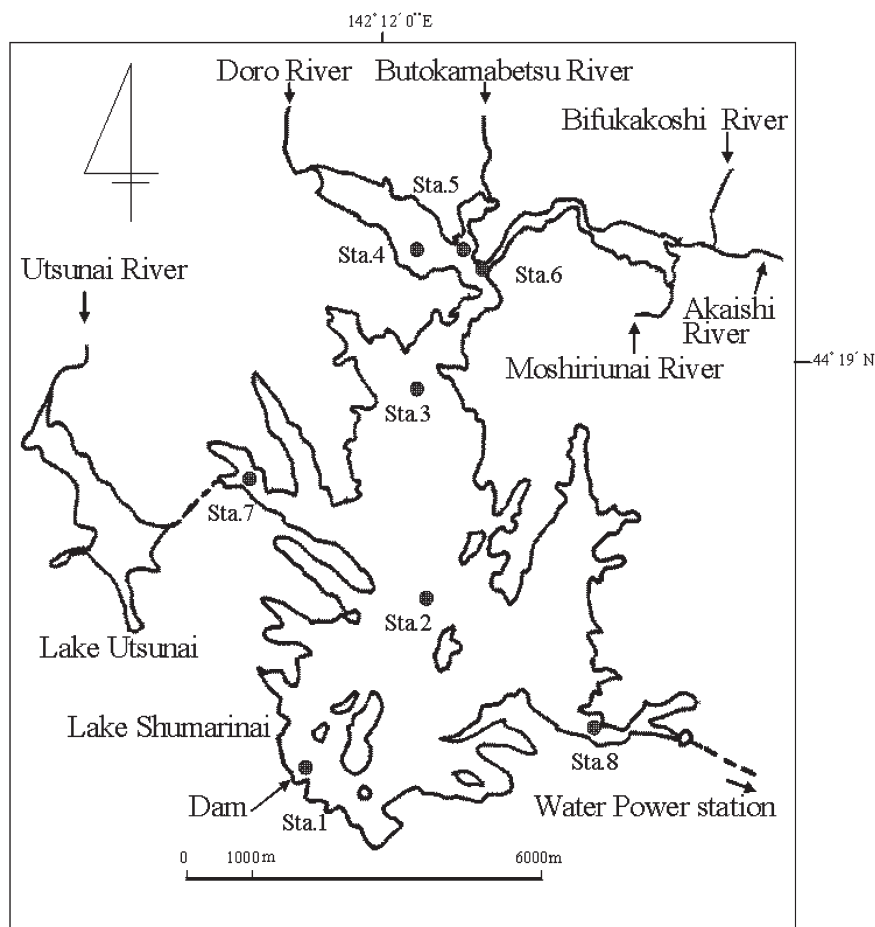 142° 12′ 0″E
Doro River
Butokamabetsu River
Bifukakoshi River
Sta.5
Sta.4
Sta.6
Utsunai River
Akaishi
River
Moshiriunai River
44° 19′ N
Sta.3
Sta.7
Sta.2
Lake Utsunai
Lake Shumarinai
Sta.8
Dam
Sta.1
Water Power station
0 1000m 6000m